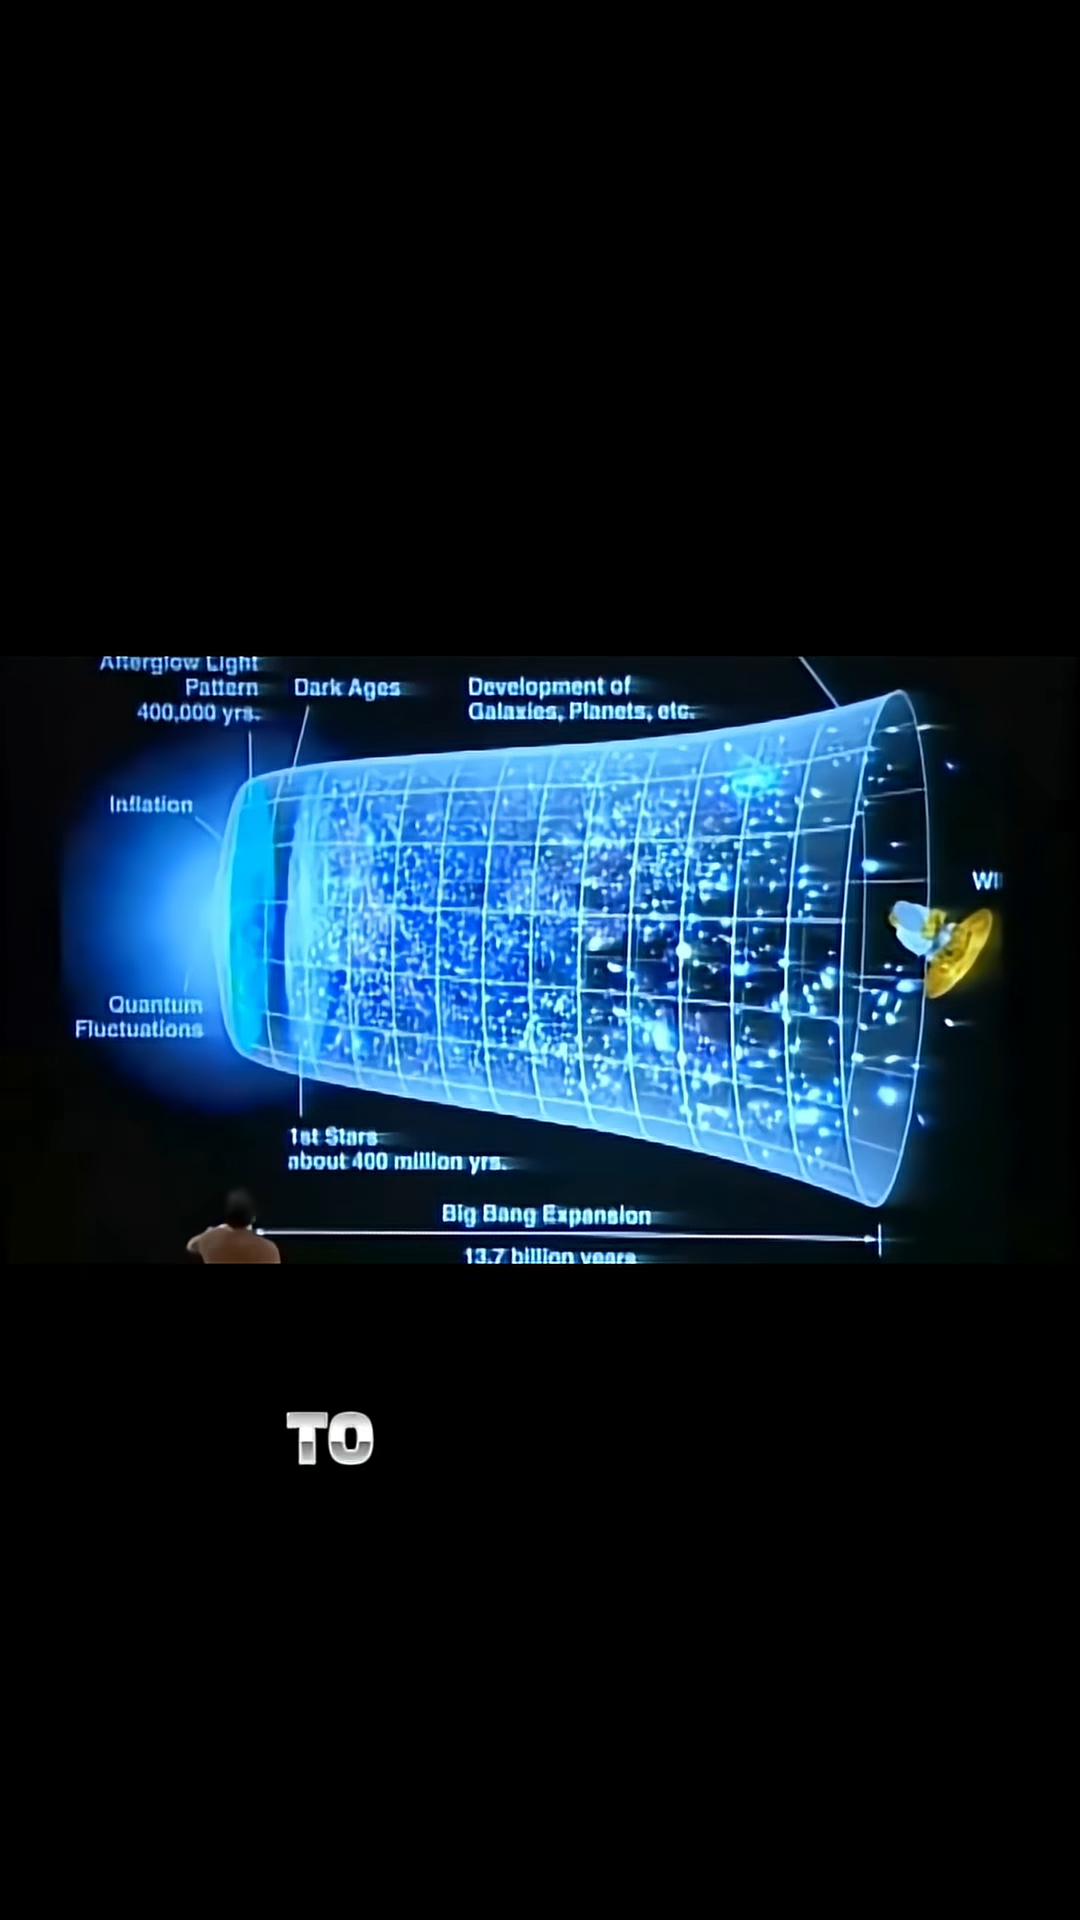 Afterglow Light
Pattern
400,000 yrs.
Dark Ages
Development of
Galaxies, Planets, etc.
Inflation
WI
Quantum
Fluctuations
1st Stars
about 400 million yrs.
Big Bang Expansion
13.7 billion years
TO